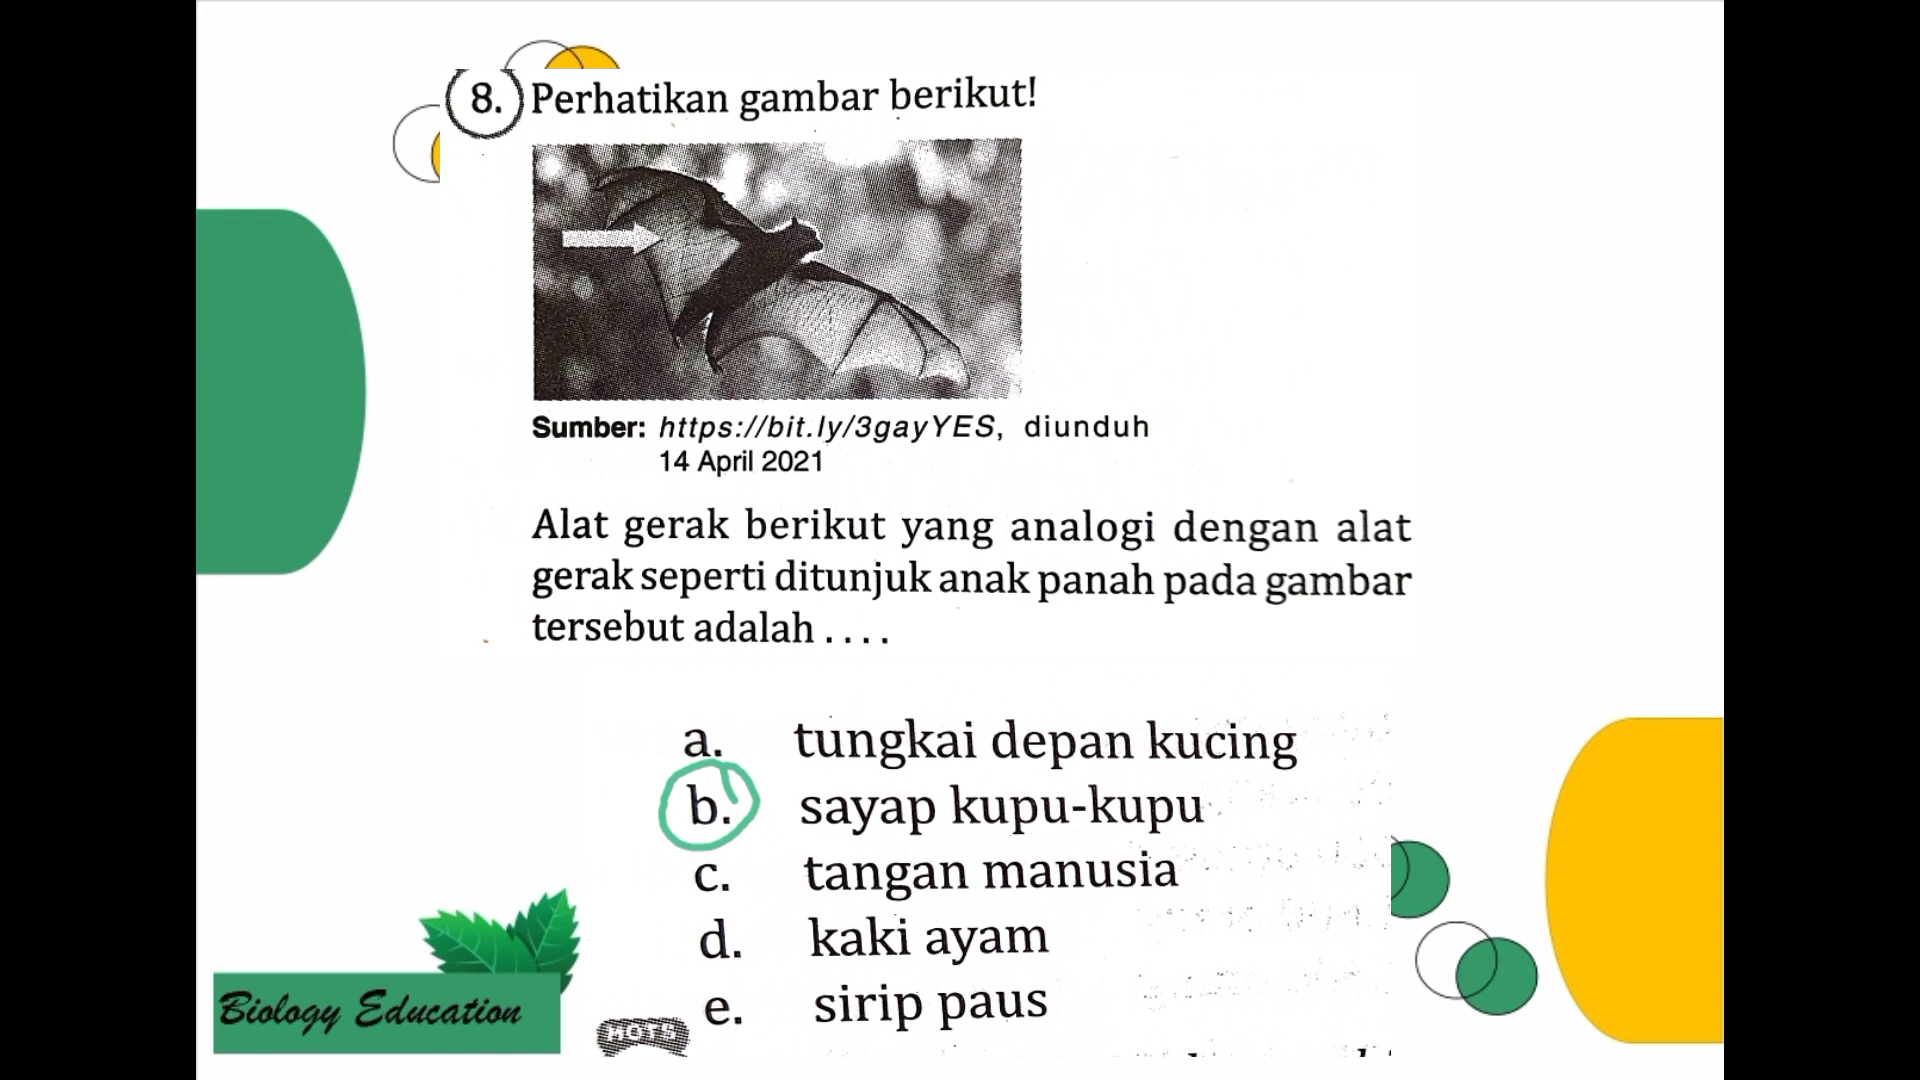 8. Perhatikan gambar berikut!
Sumber: https://bit.ly/3gayYES, diunduh
14 April 2021
Alat gerak berikut yang analogi dengan alat
gerak seperti ditunjuk anak panah pada gambar
tersebut adalah . . . .
a. tungkai depan kucing
b. sayap kupu-kupu
c. tangan manusia
d. kaki ayam
e. sirip paus
HOTS
Biology Education